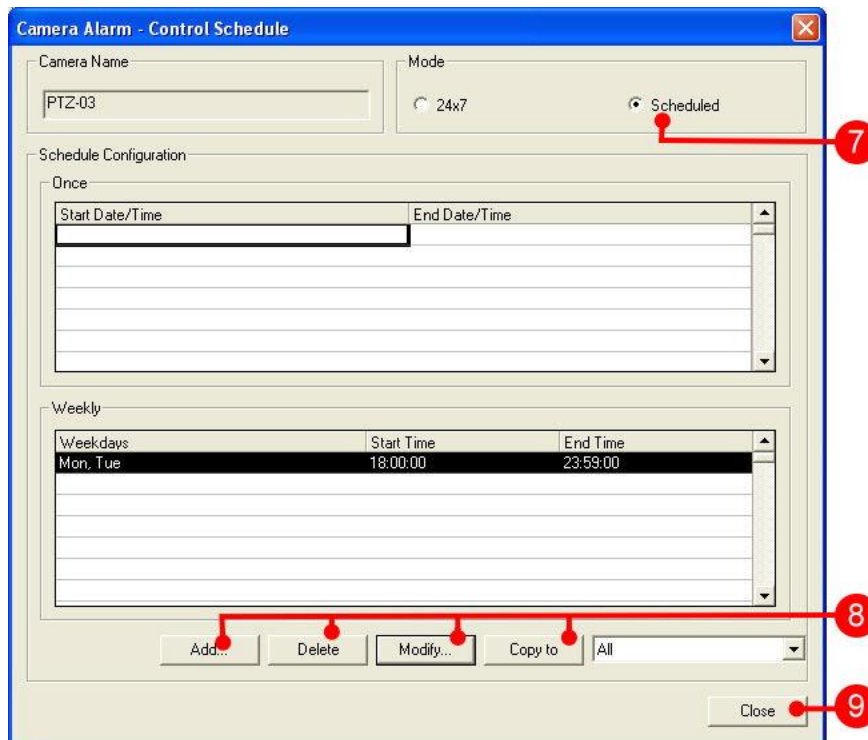 Camera Alarm - Control Schedule
Camera Name
Mode
PTZ-03
24x7
Scheduled
7
Schedule Configuration
Once
Start Date/Time End Date/Time
Weekly
Weekdays Start Time End Time
Mon, Tue 18:00:00 23:59:00
8
Add... Delete Modify... Copy to All
Close
9